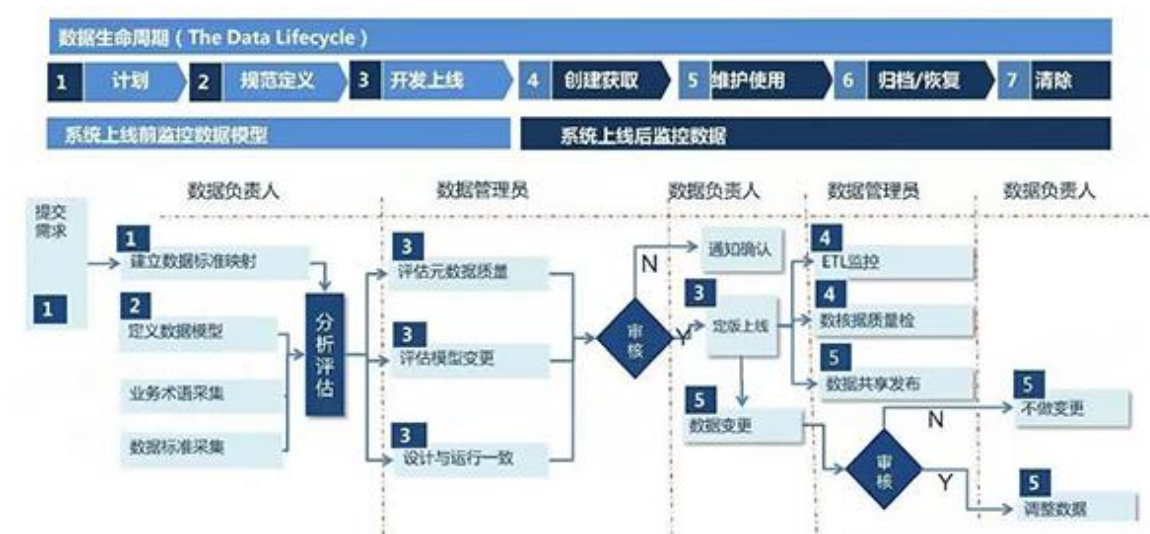 数据生命周期（The Data Lifecycle）
1 计划 2 规范定义 3 开发上线 4 创建获取 5 维护使用 6 归档/恢复 7 清除
系统上线前监控数据模型 系统上线后监控数据
数据负责人 数据管理员 数据负责人 数据管理员 数据负责人
提交
需求
1
1
建立数据标准映射
2
定义数据模型
业务术语采集
数据标准采集
分析评估
3
评估元数据质量
3
评估模型变更
3
设计与运行一致
审核
N
Y
通知确认
3
定版上线
5
数据变更
4
ETL监控
4
数核据质量检
5
数据共享发布
审核
N
Y
5
不做变更
5
调整数据